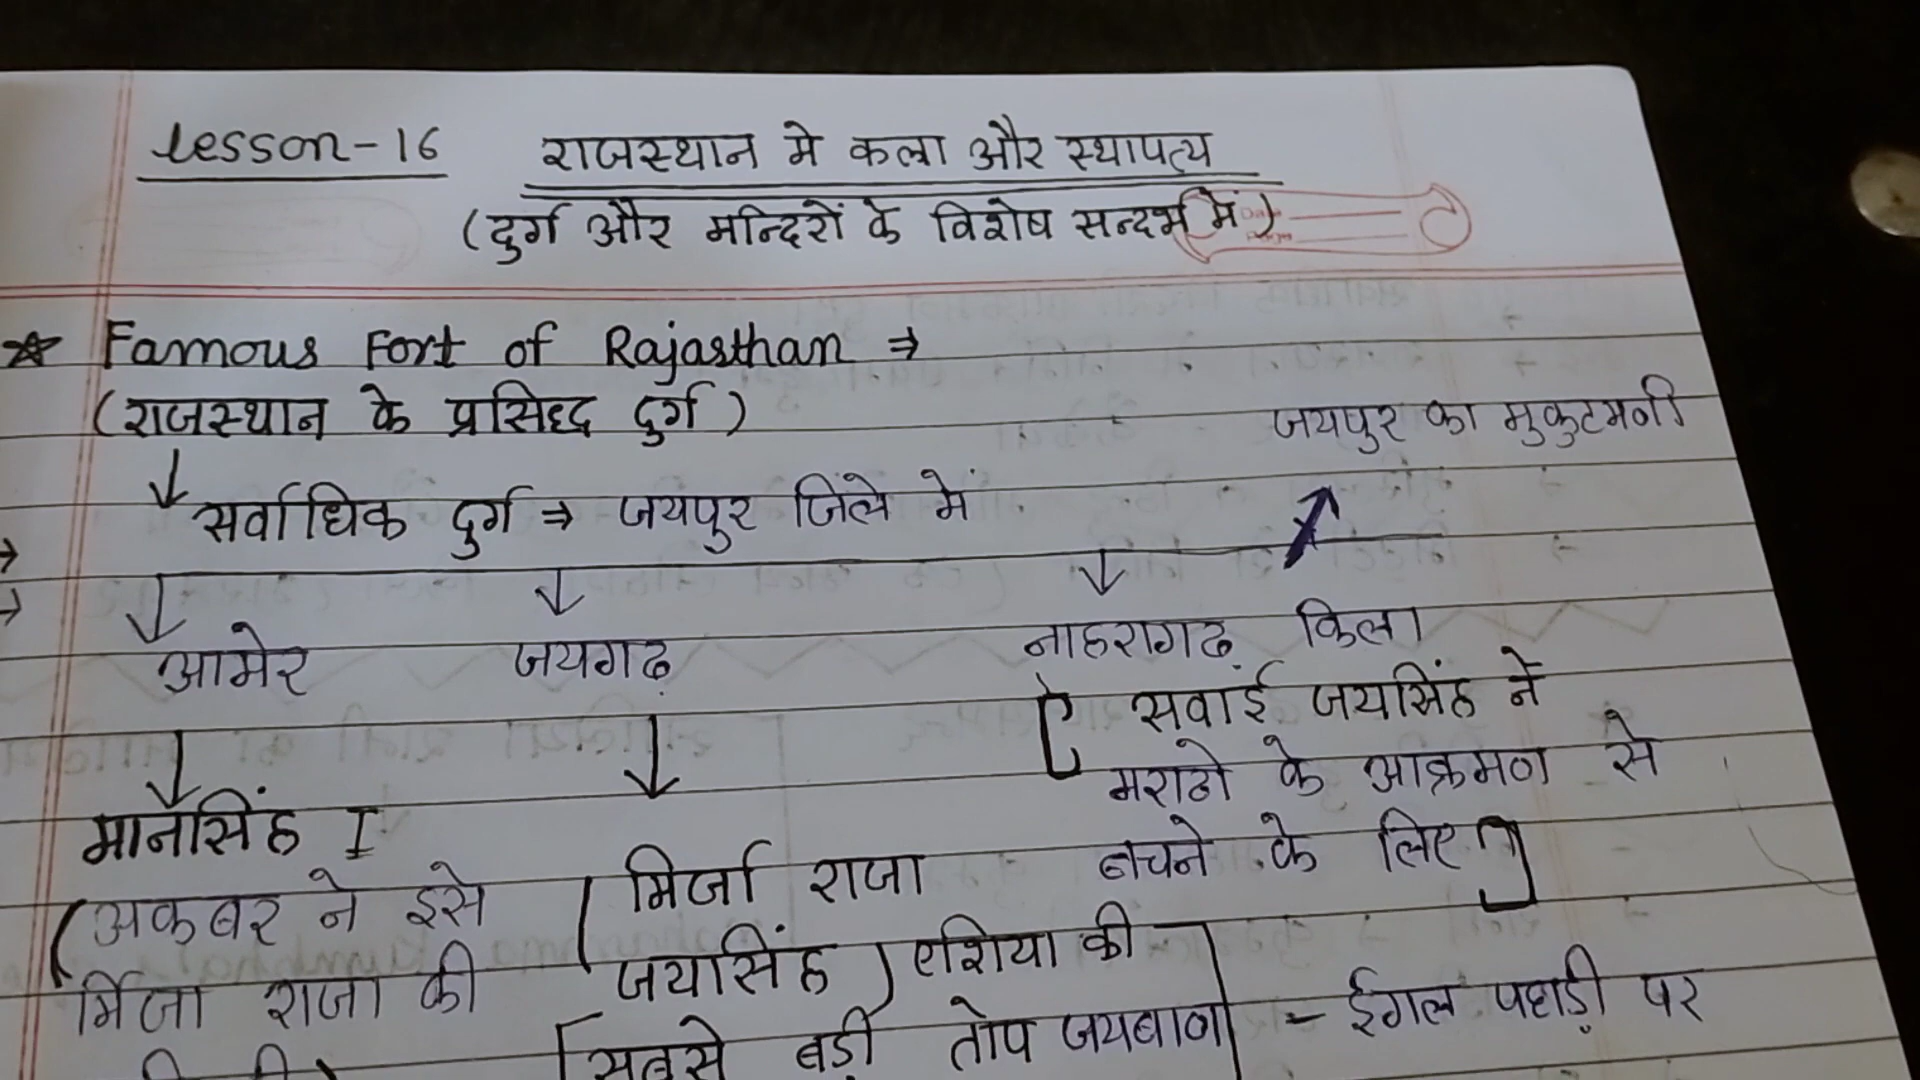 Lesson-16 राजस्थान मे कला और स्थापत्य
(दुर्ग और मन्दिरों के विशेष सन्दर्भ में)
Famous Fort of Rajasthan ⇒
(राजस्थान के प्रसिद्ध दुर्ग)
जयपुर का मुकुटमणी
सर्वाधिक दुर्ग ⇒ जयपुर जिले में
आमेर जयगढ़ नाहरागढ़ किला
[सवाई जयसिंह ने
मराठो के आक्रमण से
बचने के लिए]
मानसिंह I
(अकबर ने इसे
मिर्जा राजा की
(मिर्जा राजा
जयसिंह)
एशिया की
[सबसे बड़ी तोप जयबाण]
- ईगल पहाड़ी पर